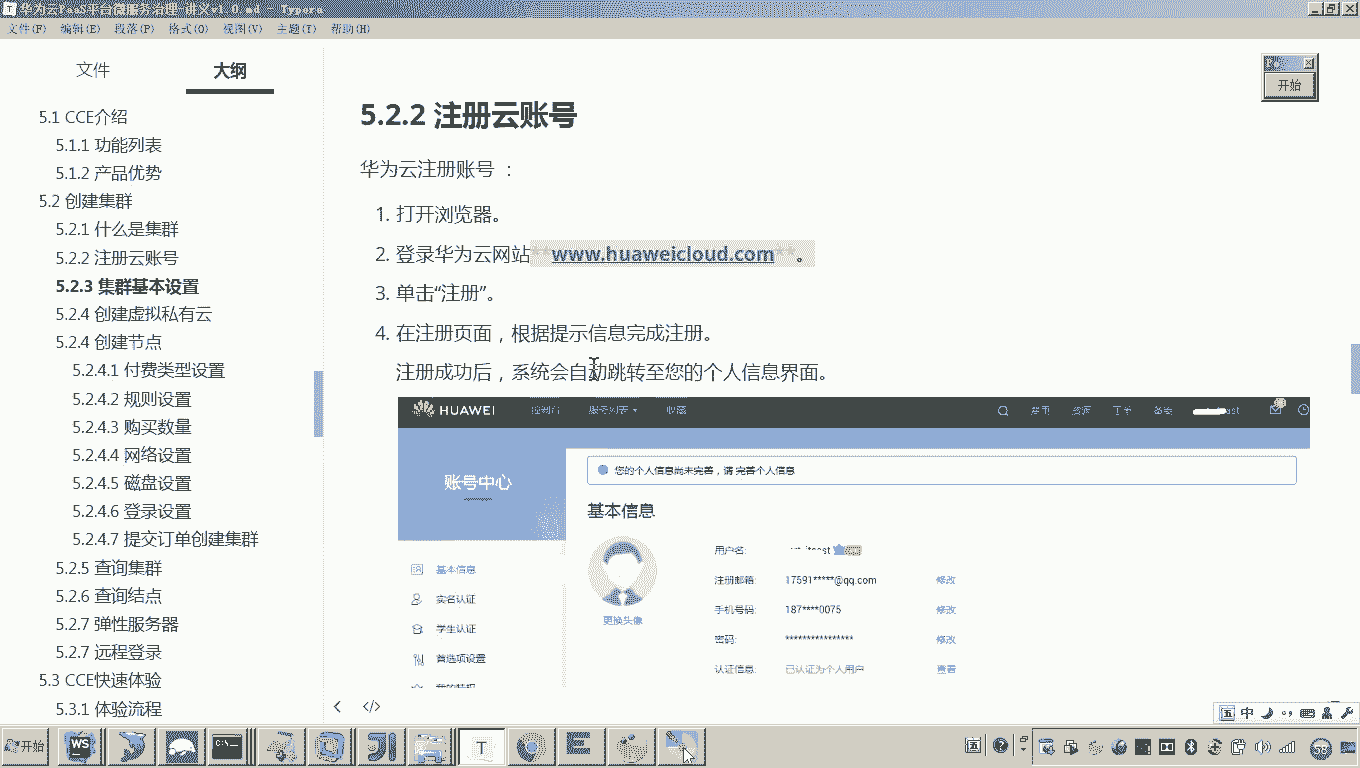 华为云PaaS平台微服务治理-讲义v1.0.md - Typora
文件(F) 编辑(E) 段落(P) 格式(O) 视图(V) 主题(T) 帮助(H)
文件 大纲
5.1 CCE介绍
5.1.1 功能列表
5.1.2 产品优势
5.2 创建集群
5.2.1 什么是集群
5.2.2 注册云账号
5.2.3 集群基本设置
5.2.4 创建虚拟私有云
5.2.4 创建节点
5.2.4.1 付费类型设置
5.2.4.2 规则设置
5.2.4.3 购买数量
5.2.4.4 网络设置
5.2.4.5 磁盘设置
5.2.4.6 登录设置
5.2.4.7 提交订单创建集群
5.2.5 查询集群
5.2.6 查询结点
5.2.7 弹性服务器
5.2.7 远程登录
5.3 CCE快速体验
5.3.1 体验流程
开始
5.2.2 注册云账号
华为云注册账号 ：
1. 打开浏览器。
2. 登录华为云网站**www.huaweicloud.com**。
3. 单击“注册”。
4. 在注册页面，根据提示信息完成注册。
注册成功后，系统会自动跳转至您的个人信息界面。
HUAWEI 控制台 服务列表 收藏
账号中心
您的个人信息尚未完善，请 完善个人信息
基本信息
实名认证
学生认证
首选项设置
基本信息
更换头像
用户名:
注册邮箱: 17591*****@qq.com 修改
手机号码: 187****0075 修改
密码: **************** 修改
认证信息: 已认证为个人用户 查看
五 中
开始
WS
C:\
T
E
58